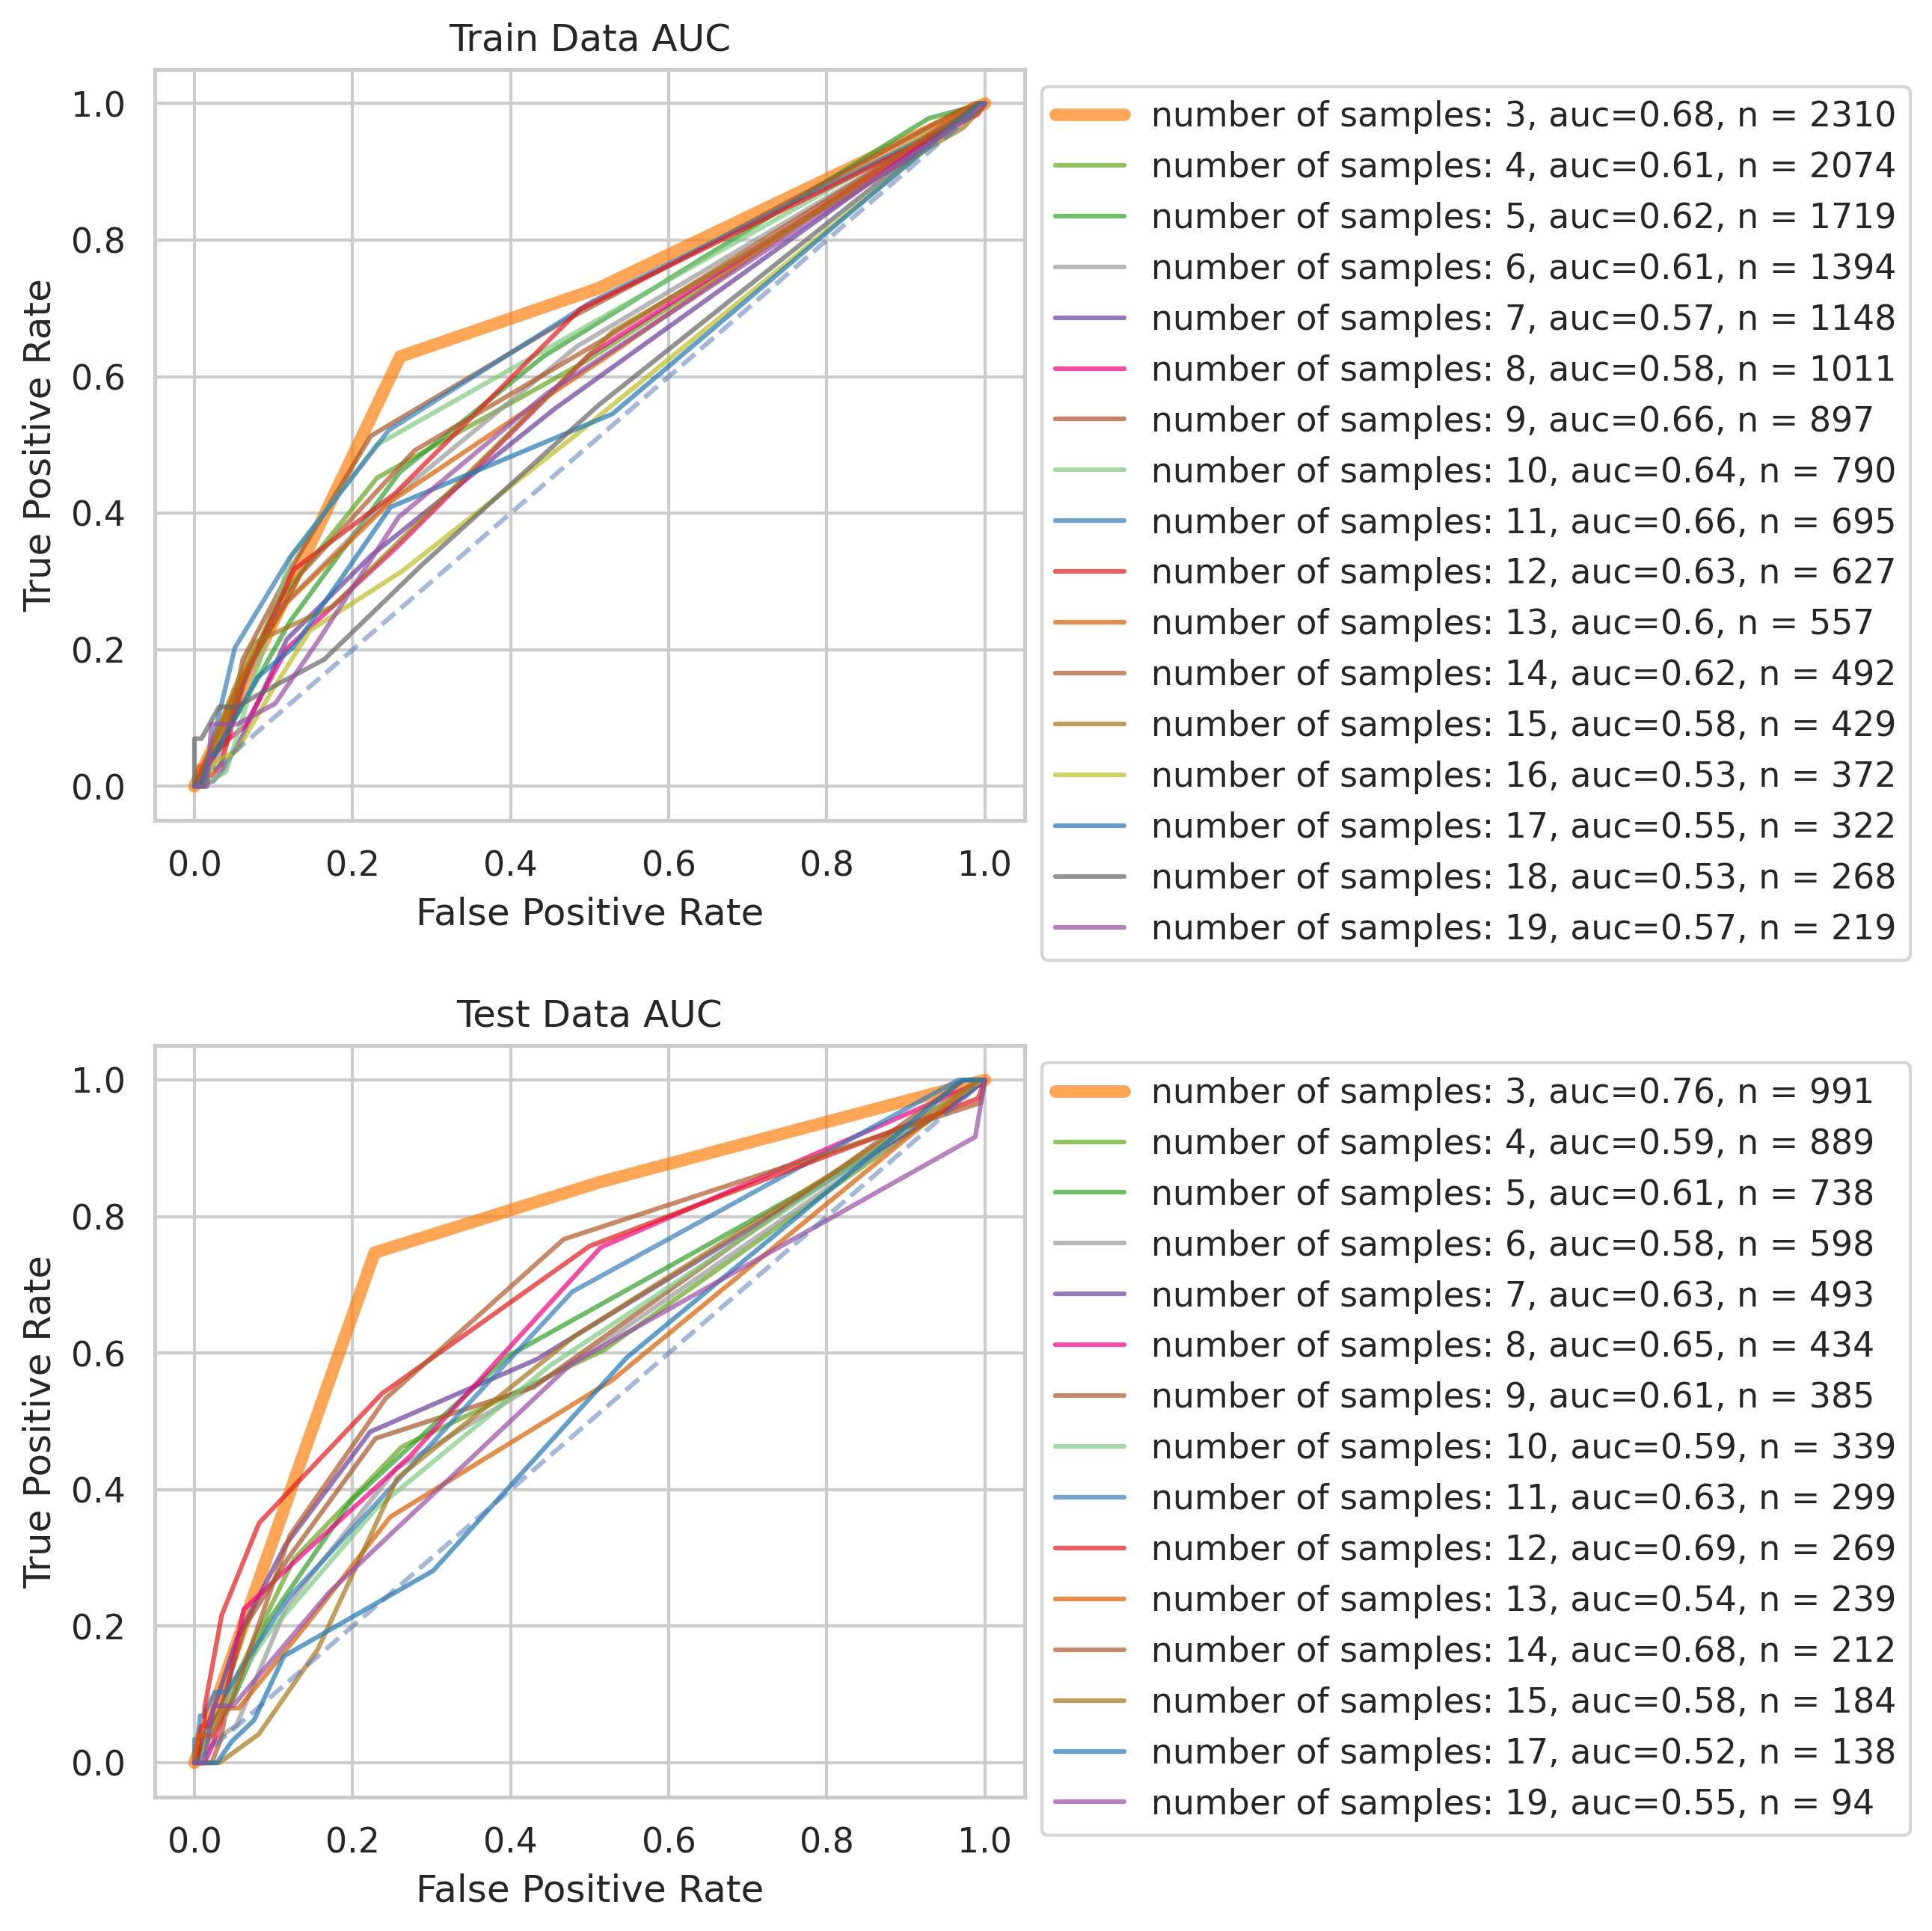 Train Data AUC
1.0
0.8
0.6
0.4
0.2
0.0
True Positive Rate
0.0 0.2 0.4 0.6 0.8 1.0
False Positive Rate
number of samples: 3, auc=0.68, n = 2310
number of samples: 4, auc=0.61, n = 2074
number of samples: 5, auc=0.62, n = 1719
number of samples: 6, auc=0.61, n = 1394
number of samples: 7, auc=0.57, n = 1148
number of samples: 8, auc=0.58, n = 1011
number of samples: 9, auc=0.66, n = 897
number of samples: 10, auc=0.64, n = 790
number of samples: 11, auc=0.66, n = 695
number of samples: 12, auc=0.63, n = 627
number of samples: 13, auc=0.6, n = 557
number of samples: 14, auc=0.62, n = 492
number of samples: 15, auc=0.58, n = 429
number of samples: 16, auc=0.53, n = 372
number of samples: 17, auc=0.55, n = 322
number of samples: 18, auc=0.53, n = 268
number of samples: 19, auc=0.57, n = 219
Test Data AUC
1.0
0.8
0.6
0.4
0.2
0.0
True Positive Rate
0.0 0.2 0.4 0.6 0.8 1.0
False Positive Rate
number of samples: 3, auc=0.76, n = 991
number of samples: 4, auc=0.59, n = 889
number of samples: 5, auc=0.61, n = 738
number of samples: 6, auc=0.58, n = 598
number of samples: 7, auc=0.63, n = 493
number of samples: 8, auc=0.65, n = 434
number of samples: 9, auc=0.61, n = 385
number of samples: 10, auc=0.59, n = 339
number of samples: 11, auc=0.63, n = 299
number of samples: 12, auc=0.69, n = 269
number of samples: 13, auc=0.54, n = 239
number of samples: 14, auc=0.68, n = 212
number of samples: 15, auc=0.58, n = 184
number of samples: 17, auc=0.52, n = 138
number of samples: 19, auc=0.55, n = 94